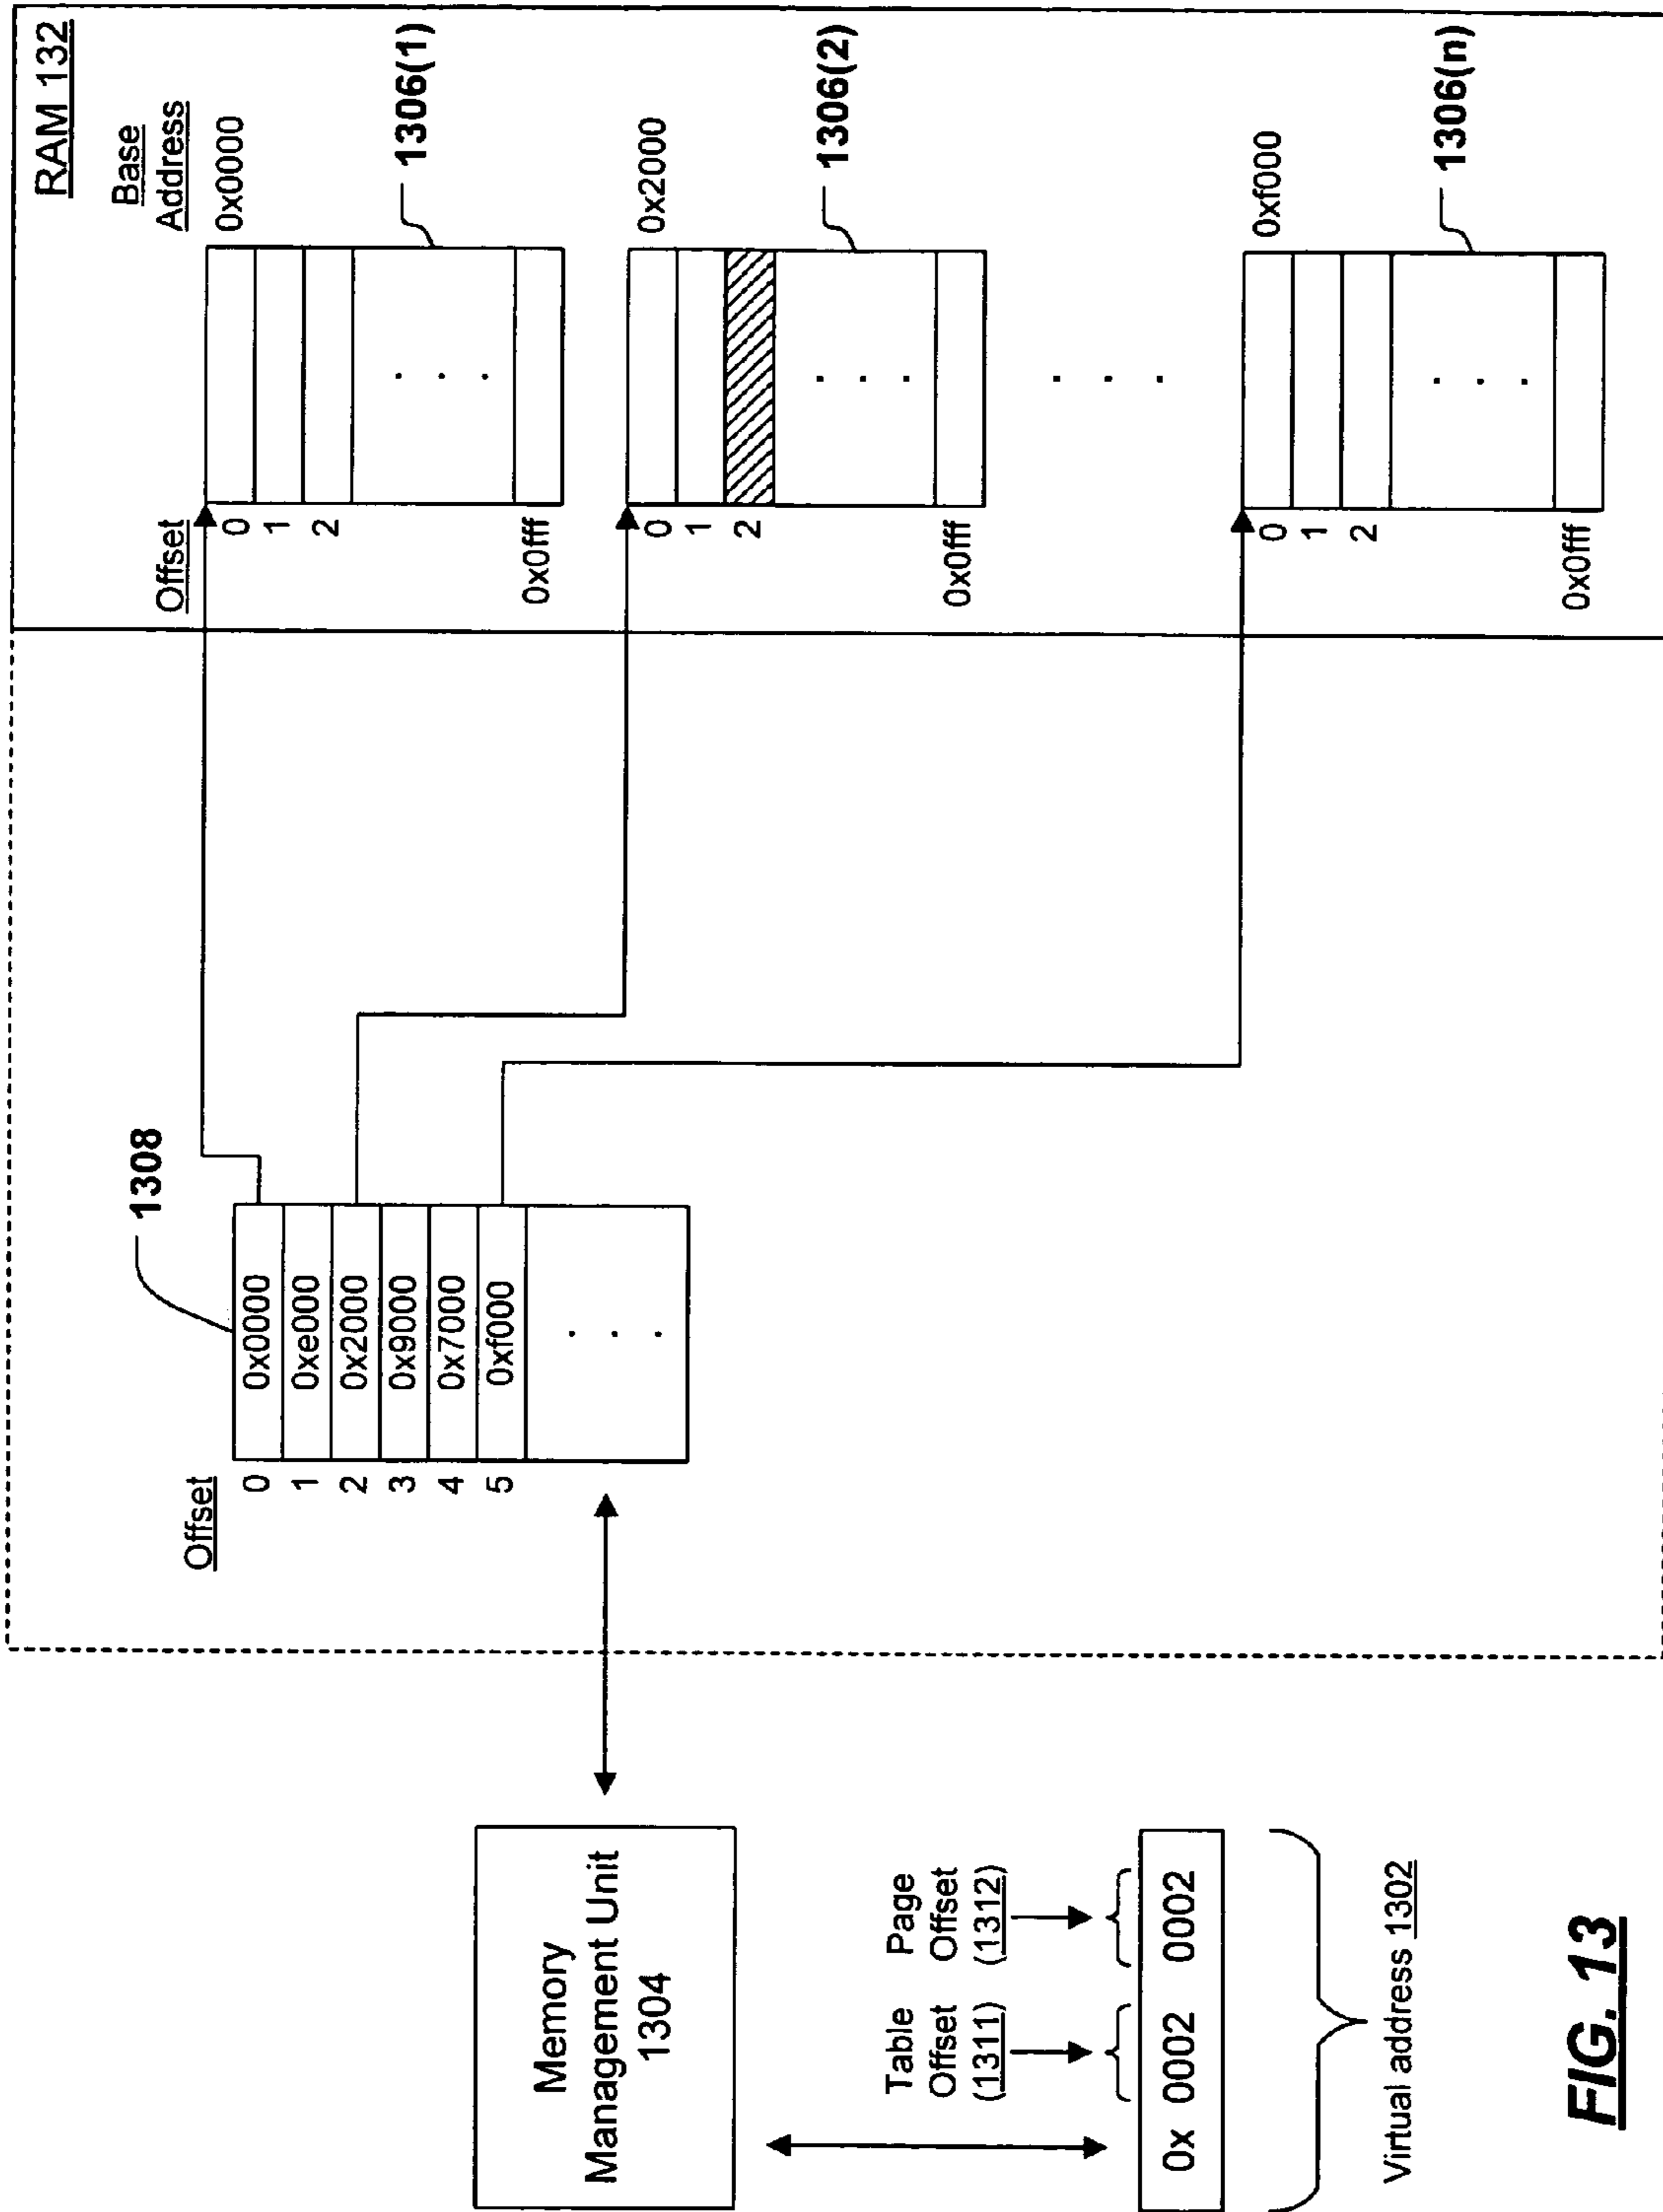 Memory
Management Unit
1304
Table
Offset
(1311)
Page
Offset
(1312)
0x 0002 0002
Virtual address 1302
FIG. 13
Offset
1308
0 0x0000
1 0xe000
2 0x2000
3 0x9000
4 0x7000
5 0xf000
. . .
RAM 132
Offset
Base
Address
0x0000
0
1
2
. . .
0x0fff
1306(1)
0x2000
0
1
2
. . .
0x0fff
1306(2)
. . .
0xf000
0
1
2
. . .
0x0fff
1306(n)